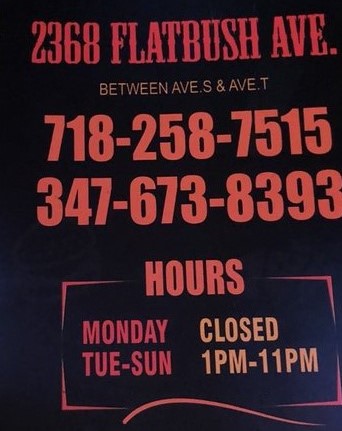 2368 FLATBUSH AVE.
BETWEEN AVE.S & AVE.T
718-258-7515
347-673-8393
HOURS
MONDAY CLOSED
TUE-SUN 1PM-11PM